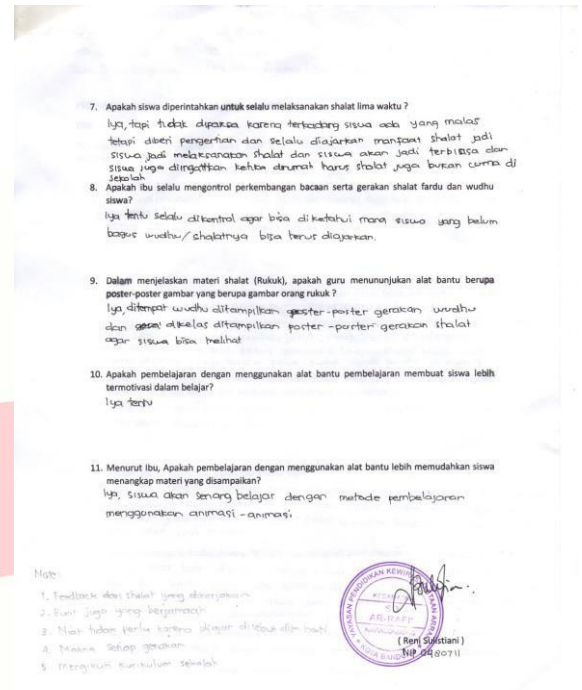 7. Apakah siswa diperintahkan untuk selalu melaksanakan shalat lima waktu ?
Iya, tapi tidak dipaksa karena terkadang siswa ada yang malas
tetapi diberi pengertian dan selalu diajarkan manfaat shalat jadi
siswa jadi melaksanakan shalat dan siswa akan jadi terbiasa dan
siswa juga diingatkan ketika dirumah harus shalat juga bukan cuma di
sekolah
8. Apakah ibu selalu mengontrol perkembangan bacaan serta gerakan shalat fardu dan wudhu
siswa?
Iya tentu selalu dikontrol agar bisa diketahui mana siswa yang belum
bagus wudhu/shalatnya bisa terus diajarkan.
9. Dalam menjelaskan materi shalat (Rukuk), apakah guru menununjukan alat bantu berupa
poster-poster gambar yang berupa gambar orang rukuk ?
Iya, ditempat wudhu ditampilkan poster-poster gerakan wudhu
dan dikelas ditampilkan poster-poster gerakan shalat
agar siswa bisa melihat
10. Apakah pembelajaran dengan menggunakan alat bantu pembelajaran membuat siswa lebih
termotivasi dalam belajar?
Iya tentu
11. Menurut Ibu, Apakah pembelajaran dengan menggunakan alat bantu lebih memudahkan siswa
menangkap materi yang disampaikan?
Iya, siswa akan senang belajar dengan metode pembelajaran
menggunakan animasi-animasi
Note:
1. Feedback dari shalat yang dikerjakan
2. juga yang berjamaah
3. Niat tidak perlu karena diajar disebut dlm hati
4. Makna setiap gerakan
5. Mengikuti kurikulum sekolah
YAYASAN PENDIDIKAN
AR-RAFI
KOTA BANDUNG
( Reni Sulistiani )
NIP 0480711